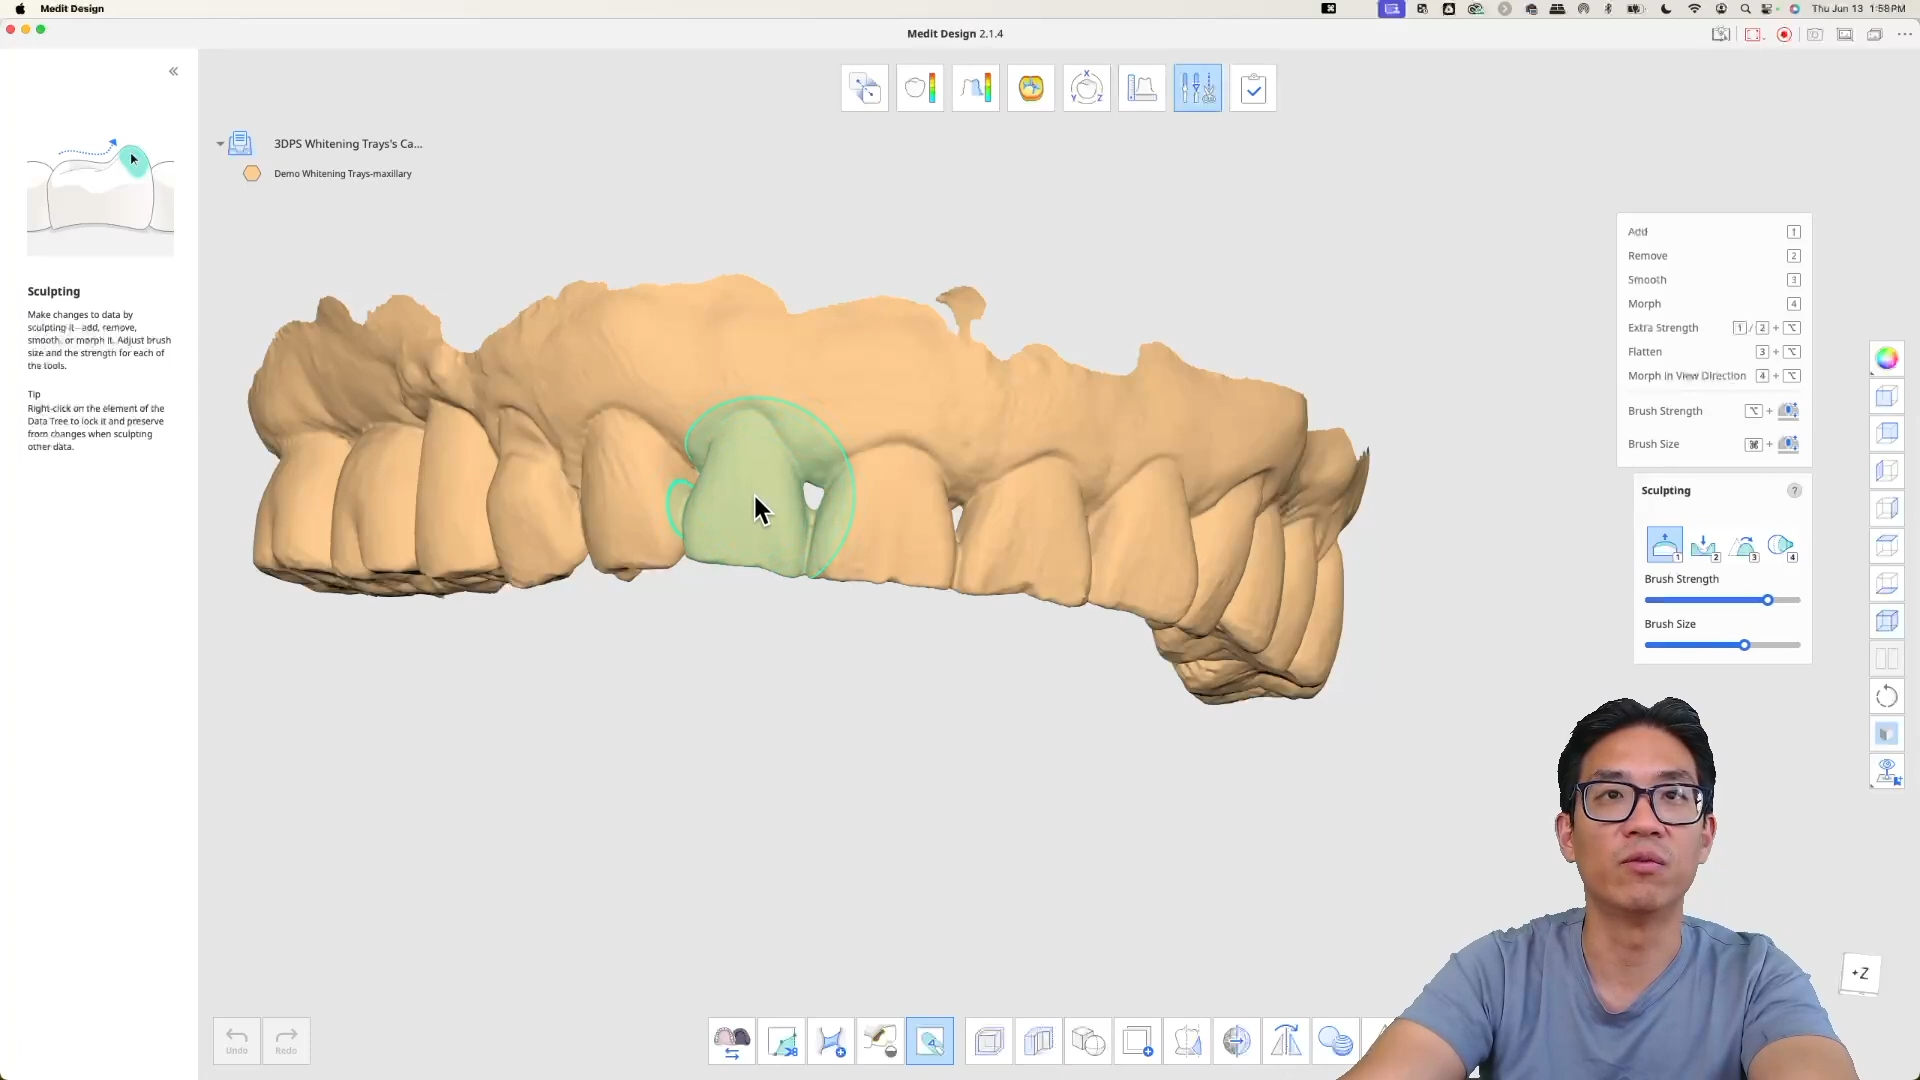 Medit Design
Thu Jun 13 1:58 PM
Medit Design 2.1.4
X
Y
Z
3DPS Whitening Trays's Ca...
Demo Whitening Trays-maxillary
Sculpting
Make changes to data by
sculpting it—add, remove,
smooth, or morph it. Adjust brush
size and the strength for each of
the tools.
Tip
Right-click on the element of the
Data Tree to lock it and preserve
from changes when sculpting
other data.
Add 1
Remove 2
Smooth 3
Morph 4
Extra Strength 1 / 2 + ⌥
Flatten 3 + ⌥
Morph In View Direction 4 + ⌥
Brush Strength ⌥ +
Brush Size ⌘ +
Sculpting ?
1 2 3 4
Brush Strength
Brush Size
+Z
Undo Redo